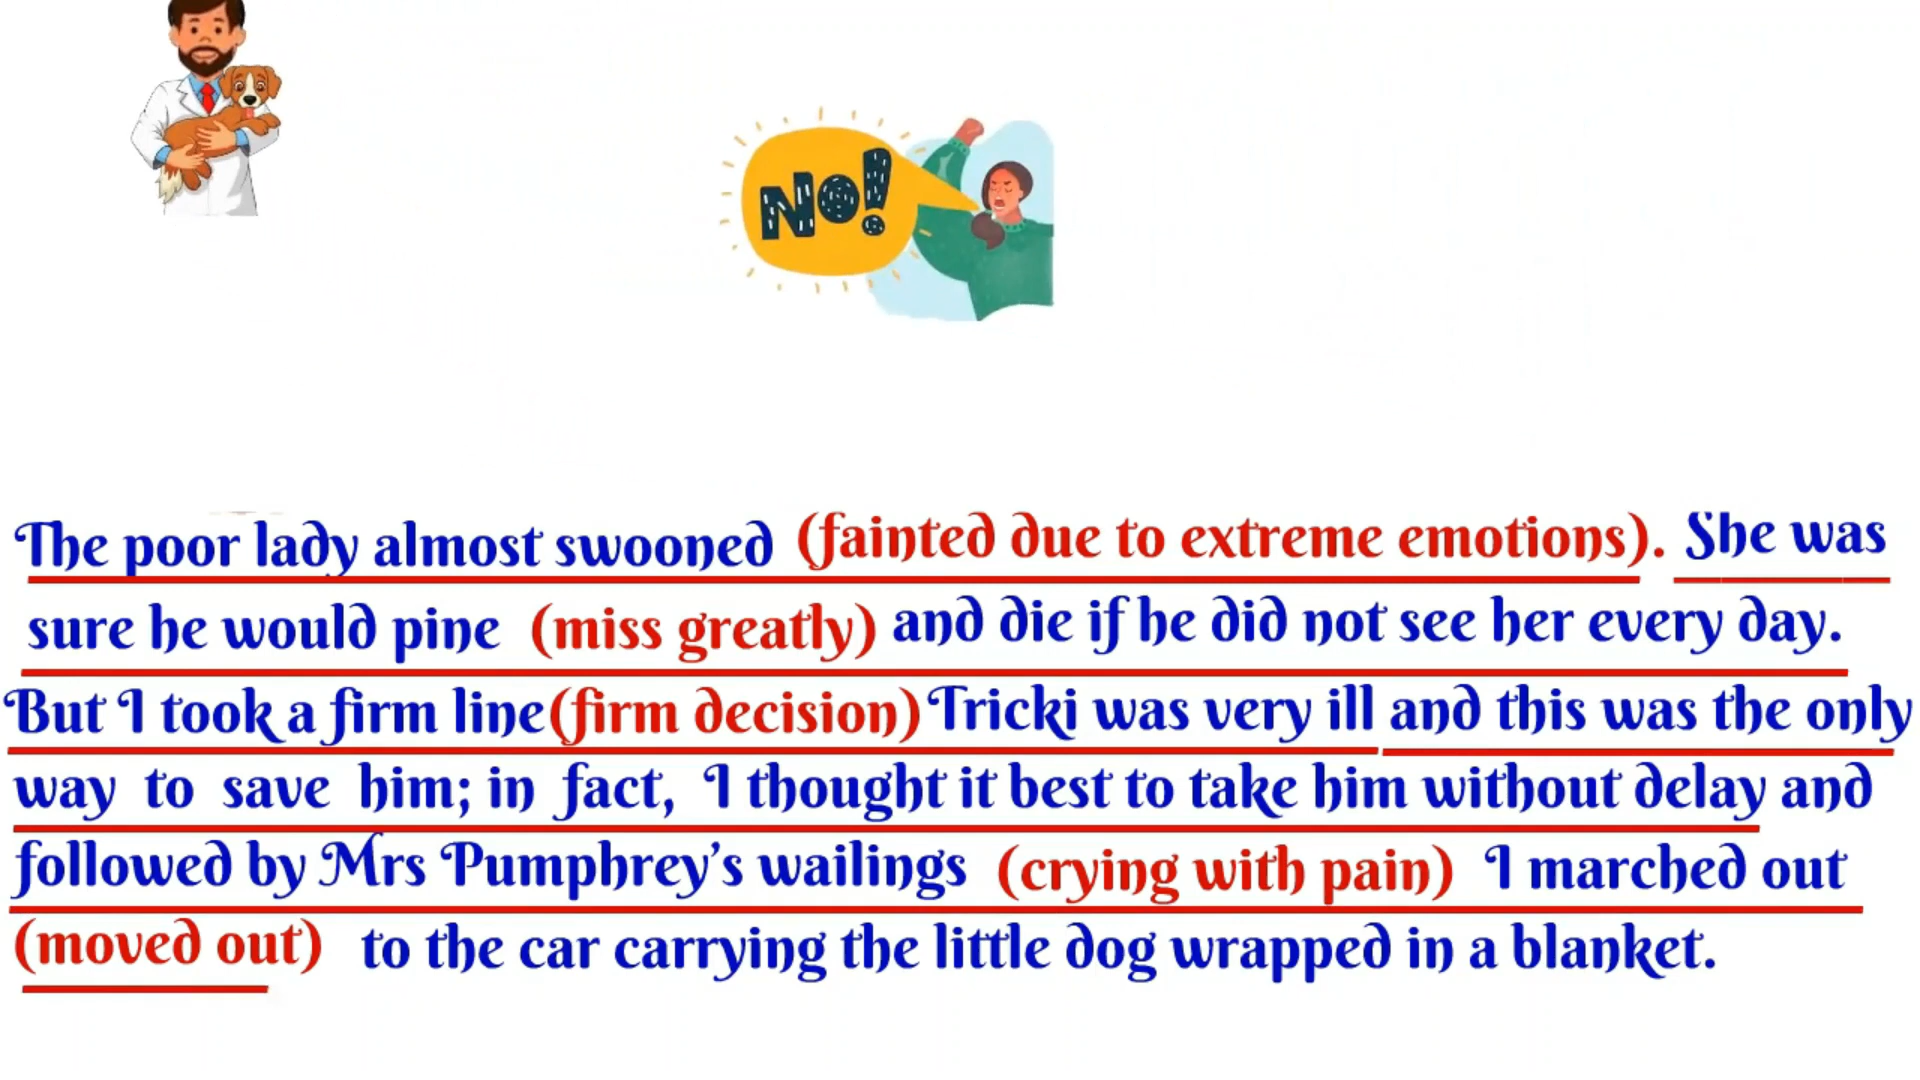 No!
The poor lady almost swooned (fainted due to extreme emotions). She was
sure he would pine (miss greatly) and die if he did not see her every day.
But I took a firm line(firm decision)Tricki was very ill and this was the only
way to save him; in fact, I thought it best to take him without delay and
followed by Mrs Pumphrey's wailings (crying with pain) I marched out
(moved out) to the car carrying the little dog wrapped in a blanket.